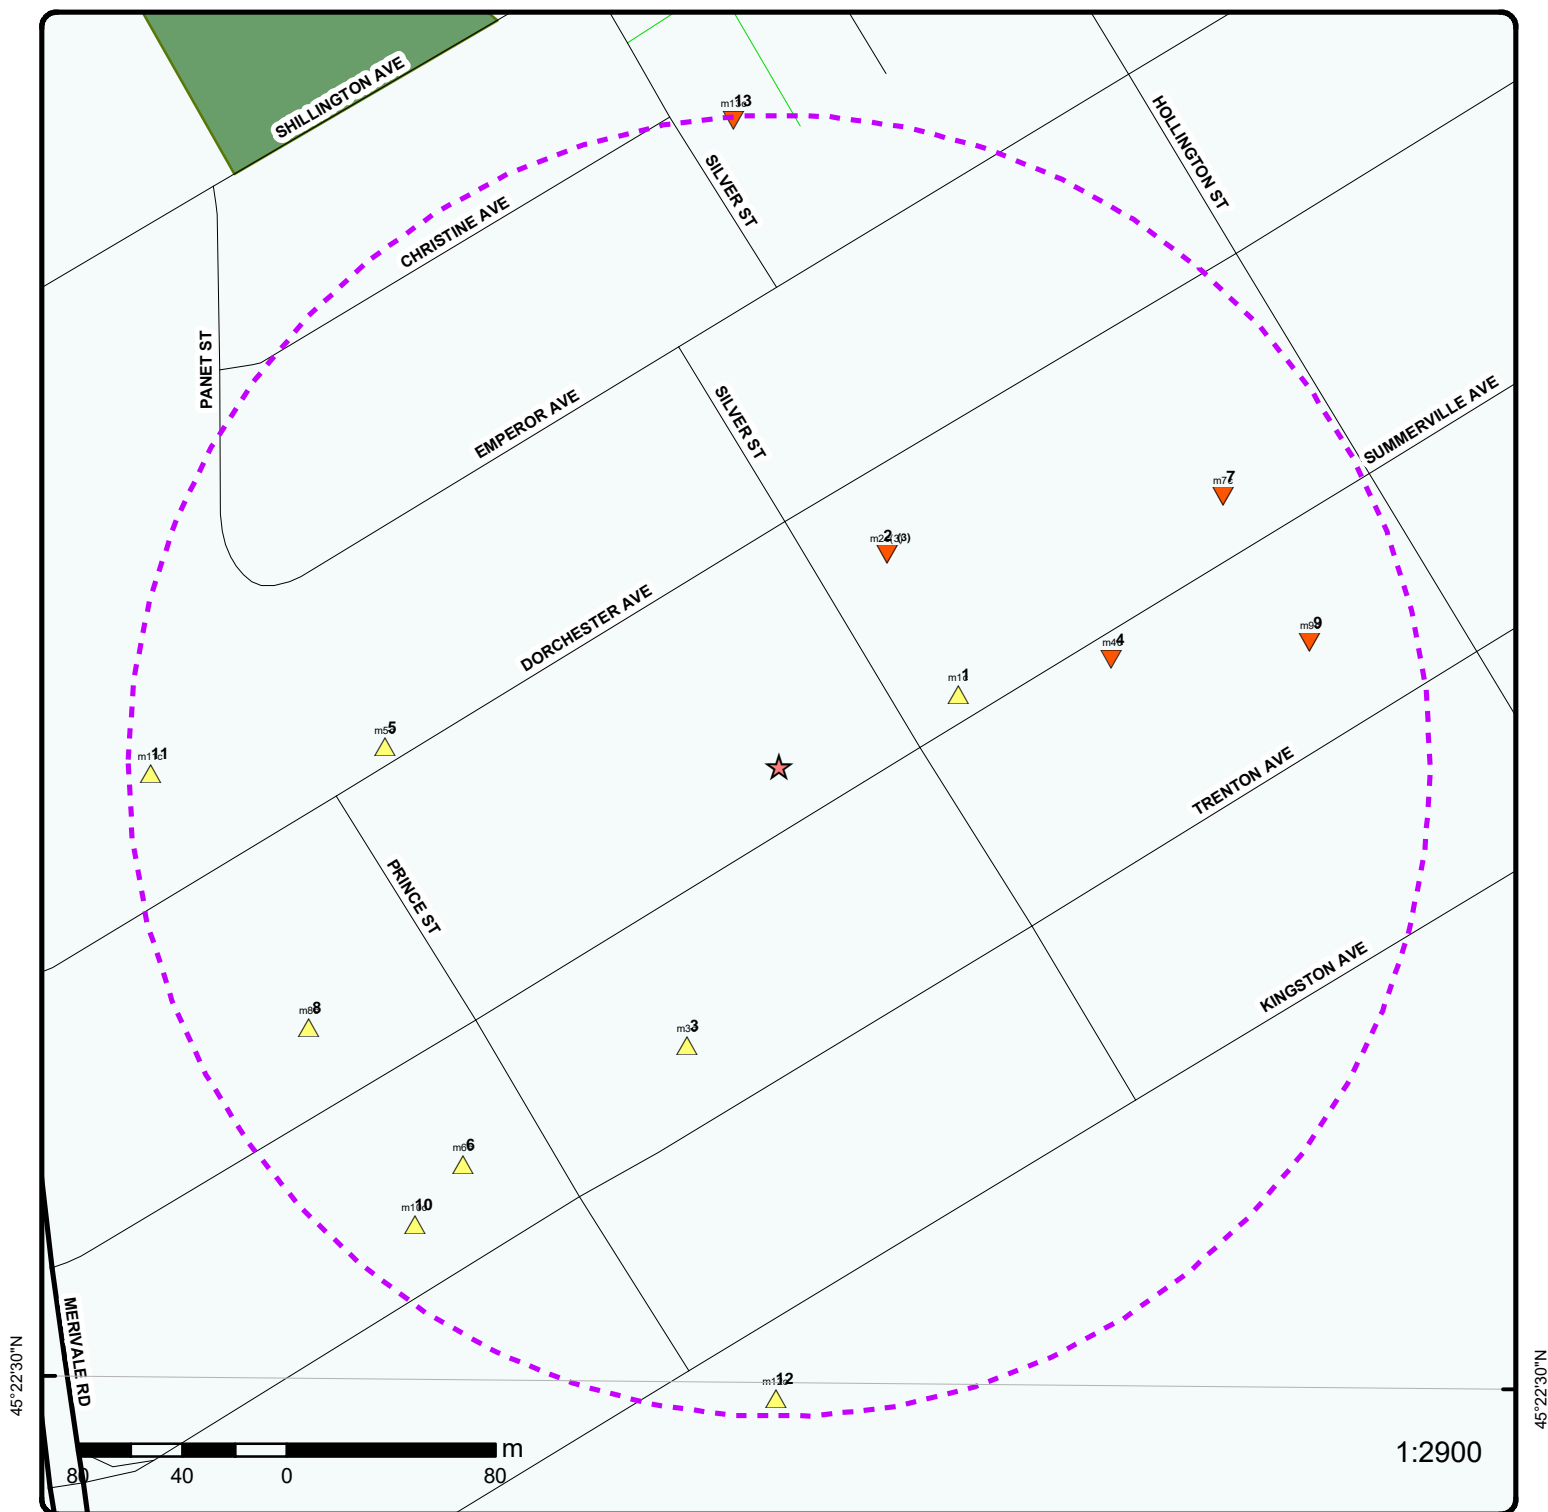 SHILLINGTON AVE
13
HOLLINGTON ST
SILVER ST
CHRISTINE AVE
PANET ST
EMPEROR AVE
SILVER ST
SUMMERVILLE AVE
7
2 (3)
DORCHESTER AVE
9
4
1
5
11
TRENTON AVE
PRINCE ST
KINGSTON AVE
8
3
6
10
MERIVALE RD
45°22'30"N
45°22'30"N
12
m
1:2900
80 40 0 80